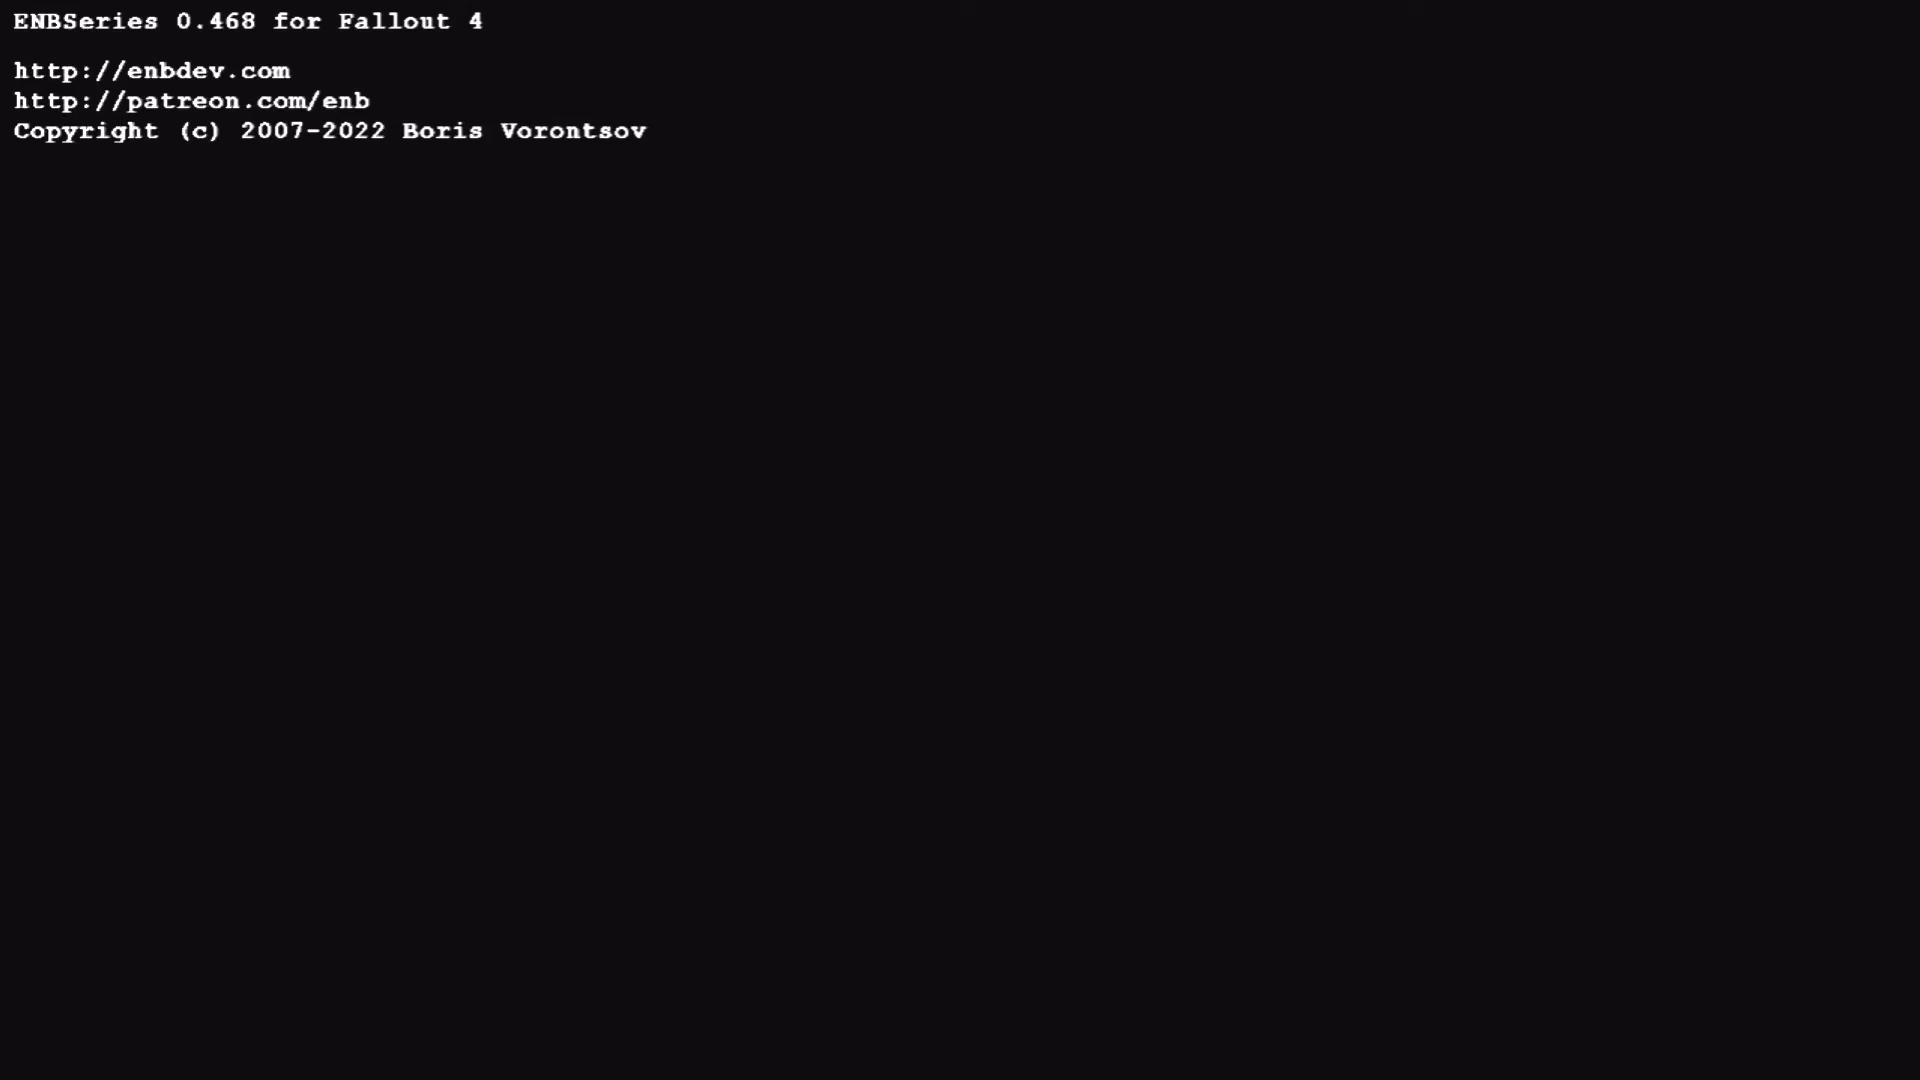 ENBSeries 0.468 for Fallout 4
http://enbdev.com
http://patreon.com/enb
Copyright (c) 2007-2022 Boris Vorontsov